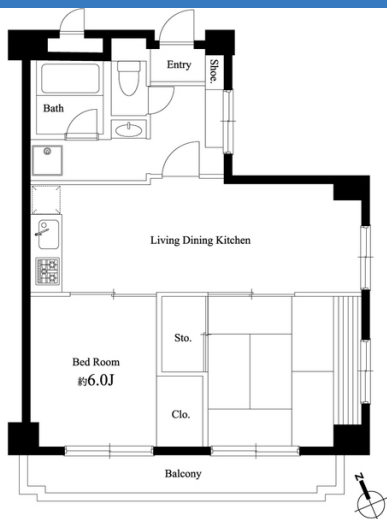 Entry
Shoe.
Bath
Living Dining Kitchen
Sto.
Bed Room
約6.0J
Clo.
Balcony
N